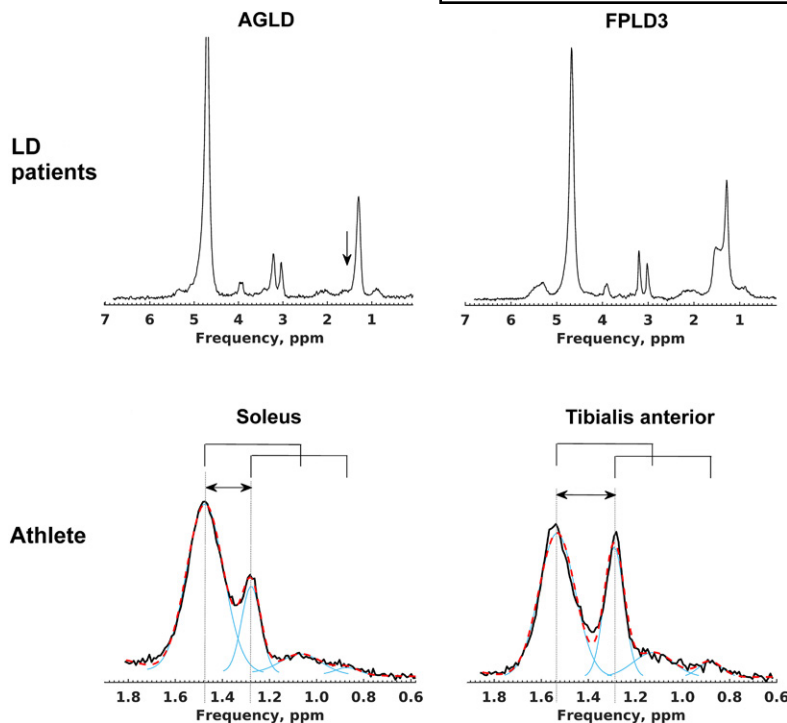 AGLD
FPLD3
LD
patients
7 6 5 4 3 2 1
Frequency, ppm
7 6 5 4 3 2 1
Frequency, ppm
Soleus
Tibialis anterior
Athlete
1.8 1.6 1.4 1.2 1.0 0.8 0.6
Frequency, ppm
1.8 1.6 1.4 1.2 1.0 0.8 0.6
Frequency, ppm